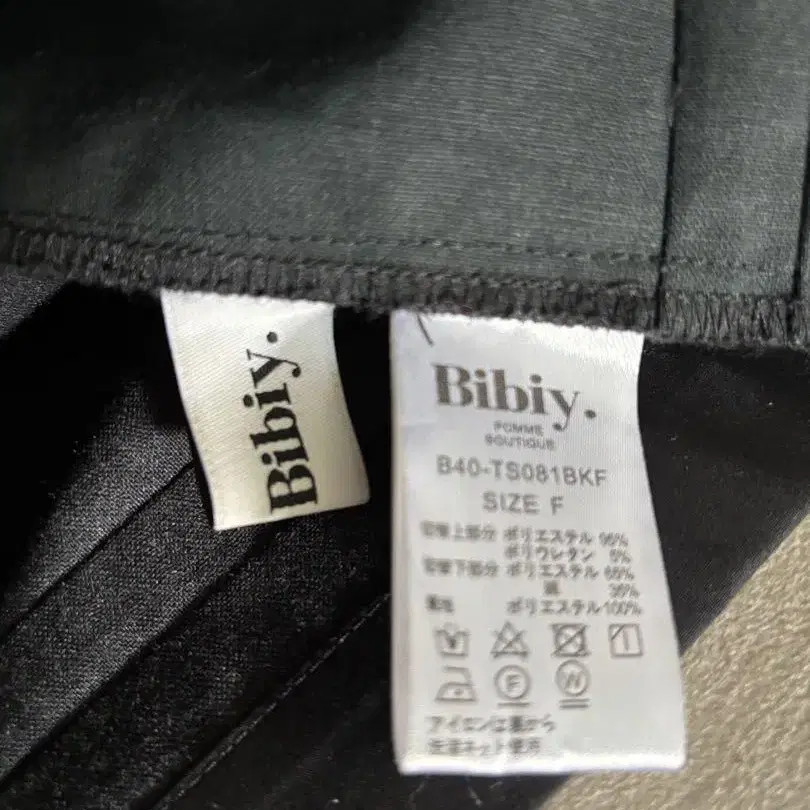 Bibiy.
Bibiy.
POMME
BOUTIQUE
B40-TS081BKF
SIZE F
切替上部分 ポリエステル 95%
ポリウレタン 5%
切替下部分 ポリエステル 65%
綿 35%
裏地 ポリエステル100%
F
W
アイロンは裏から
洗濯ネット使用